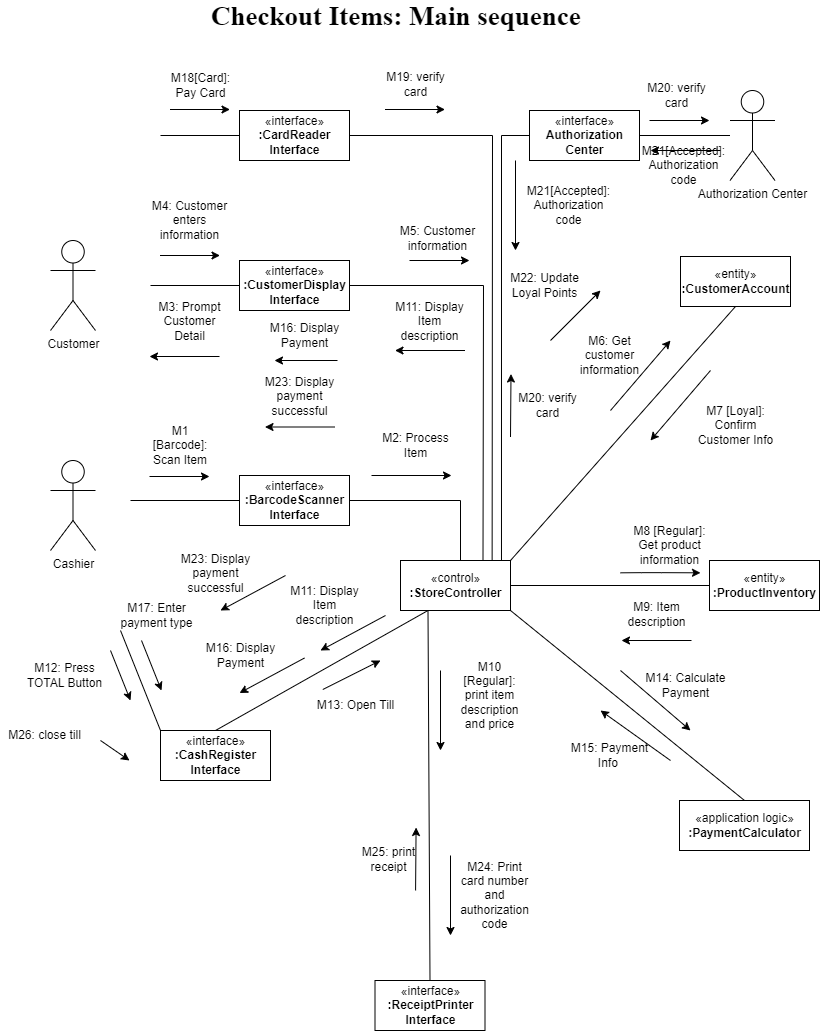 Checkout Items: Main sequence
M18[Card]:
Pay Card
M19: verify
card
M20: verify
card
«interface»
:CardReader
Interface
«interface»
Authorization
Center
M21[Accepted]:
Authorization
code
Authorization Center
M21[Accepted]:
Authorization
code
M4: Customer
enters
information
M5: Customer
information
«interface»
:CustomerDisplay
Interface
M22: Update
Loyal Points
«entity»
:CustomerAccount
Customer
M3: Prompt
Customer
Detail
M16: Display
Payment
M11: Display
Item
description
M6: Get
customer
information
M23: Display
payment
successful
M20: verify
card
M7 [Loyal]:
Confirm
Customer Info
M1
[Barcode]:
Scan Item
M2: Process
Item
«interface»
:BarcodeScanner
Interface
Cashier
M8 [Regular]:
Get product
information
M23: Display
payment
successful
M11: Display
Item
description
«control»
:StoreController
«entity»
:ProductInventory
M17: Enter
payment type
M9: Item
description
M16: Display
Payment
M12: Press
TOTAL Button
M13: Open Till
M10
[Regular]:
print item
description
and price
M14: Calculate
Payment
M26: close till
«interface»
:CashRegister
Interface
M15: Payment
Info
«application logic»
:PaymentCalculator
M25: print
receipt
M24: Print
card number
and
authorization
code
«interface»
:ReceiptPrinter
Interface